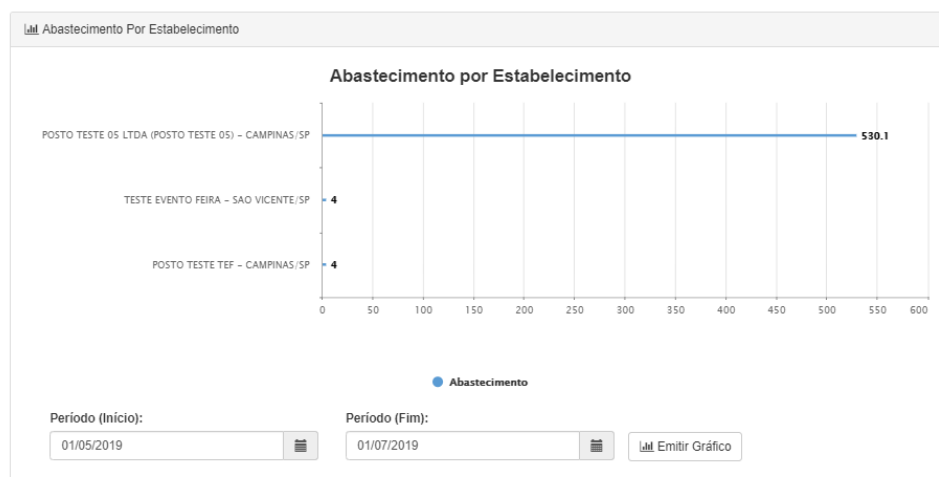 Abastecimento Por Estabelecimento
Abastecimento por Estabelecimento
POSTO TESTE 05 LTDA (POSTO TESTE 05) – CAMPINAS/SP
530.1
TESTE EVENTO FEIRA – SAO VICENTE/SP
4
POSTO TESTE TEF – CAMPINAS/SP
4
0 50 100 150 200 250 300 350 400 450 500 550 600
Abastecimento
Período (Início): Período (Fim):
01/05/2019 01/07/2019 Emitir Gráfico